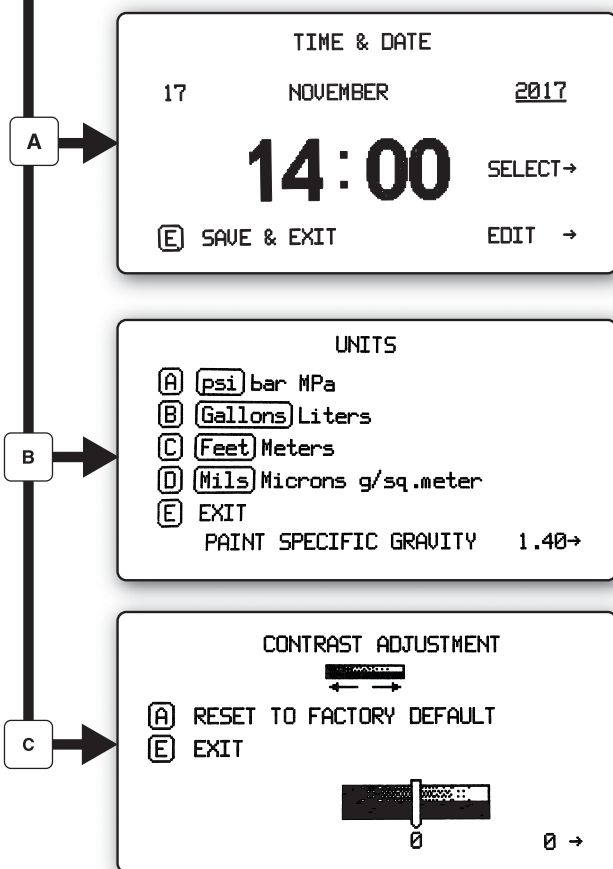 TIME & DATE
17 NOVEMBER 2017
A
14:00 SELECT→
E SAVE & EXIT EDIT →
UNITS
A psi bar MPa
B Gallons Liters
C Feet Meters
B
D Mils Microns g/sq.meter
E EXIT
PAINT SPECIFIC GRAVITY 1.40→
CONTRAST ADJUSTMENT
A RESET TO FACTORY DEFAULT
C
E EXIT
0 0 →